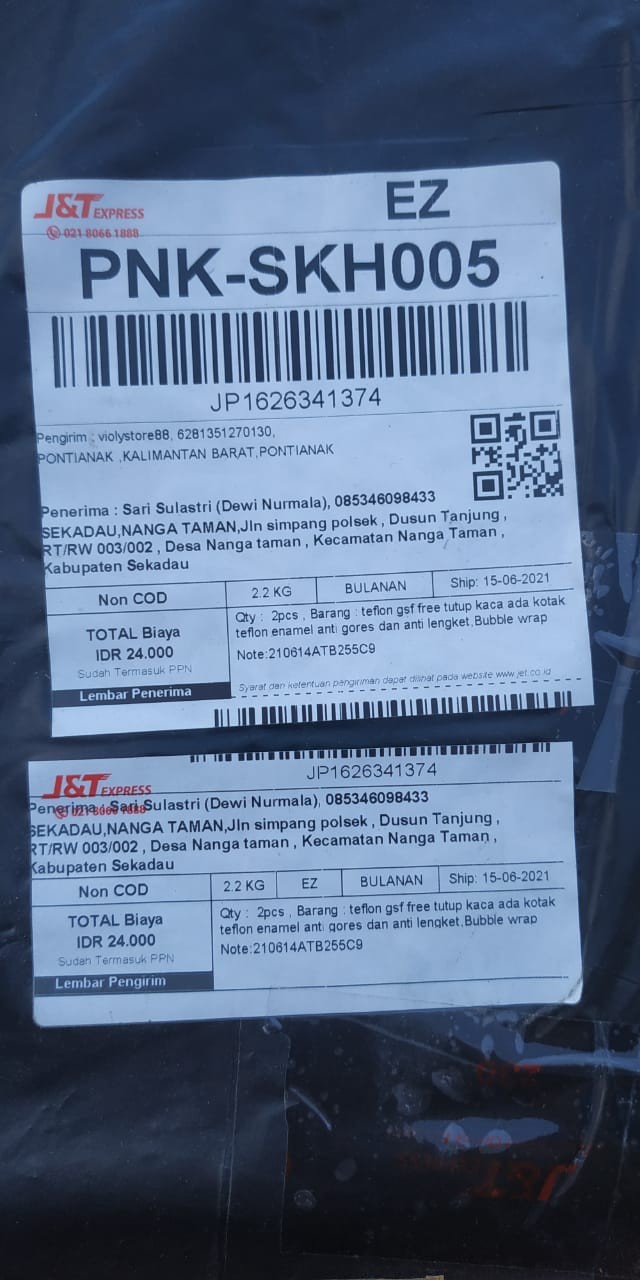 J&T EXPRESS
EZ
021 8066 1888
PNK-SKH005
JP1626341374
Pengirim : violystore88, 6281351270130,
PONTIANAK ,KALIMANTAN BARAT,PONTIANAK
Penerima : Sari Sulastri (Dewi Nurmala), 085346098433
SEKADAU,NANGA TAMAN,Jln simpang polsek , Dusun Tanjung ,
RT/RW 003/002 , Desa Nanga taman , Kecamatan Nanga Taman ,
Kabupaten Sekadau
Non COD 2.2 KG BULANAN Ship: 15-06-2021
TOTAL Biaya
IDR 24.000
Sudah Termasuk PPN
Lembar Penerima
Qty : 2pcs , Barang : teflon gsf free tutup kaca ada kotak
teflon enamel anti gores dan anti lengket,Bubble wrap
Note:210614ATB255C9
Syarat dan ketentuan pengiriman dapat dilihat pada website www.jet.co.id
JP1626341374
J&T EXPRESS
021 8066 1888
Penerima : Sari Sulastri (Dewi Nurmala), 085346098433
SEKADAU,NANGA TAMAN,Jln simpang polsek , Dusun Tanjung ,
RT/RW 003/002 , Desa Nanga taman , Kecamatan Nanga Taman ,
Kabupaten Sekadau
Non COD 2.2 KG EZ BULANAN Ship: 15-06-2021
TOTAL Biaya
IDR 24.000
Sudah Termasuk PPN
Lembar Pengirim
Qty : 2pcs , Barang : teflon gsf free tutup kaca ada kotak
teflon enamel anti gores dan anti lengket,Bubble wrap
Note:210614ATB255C9
J&T